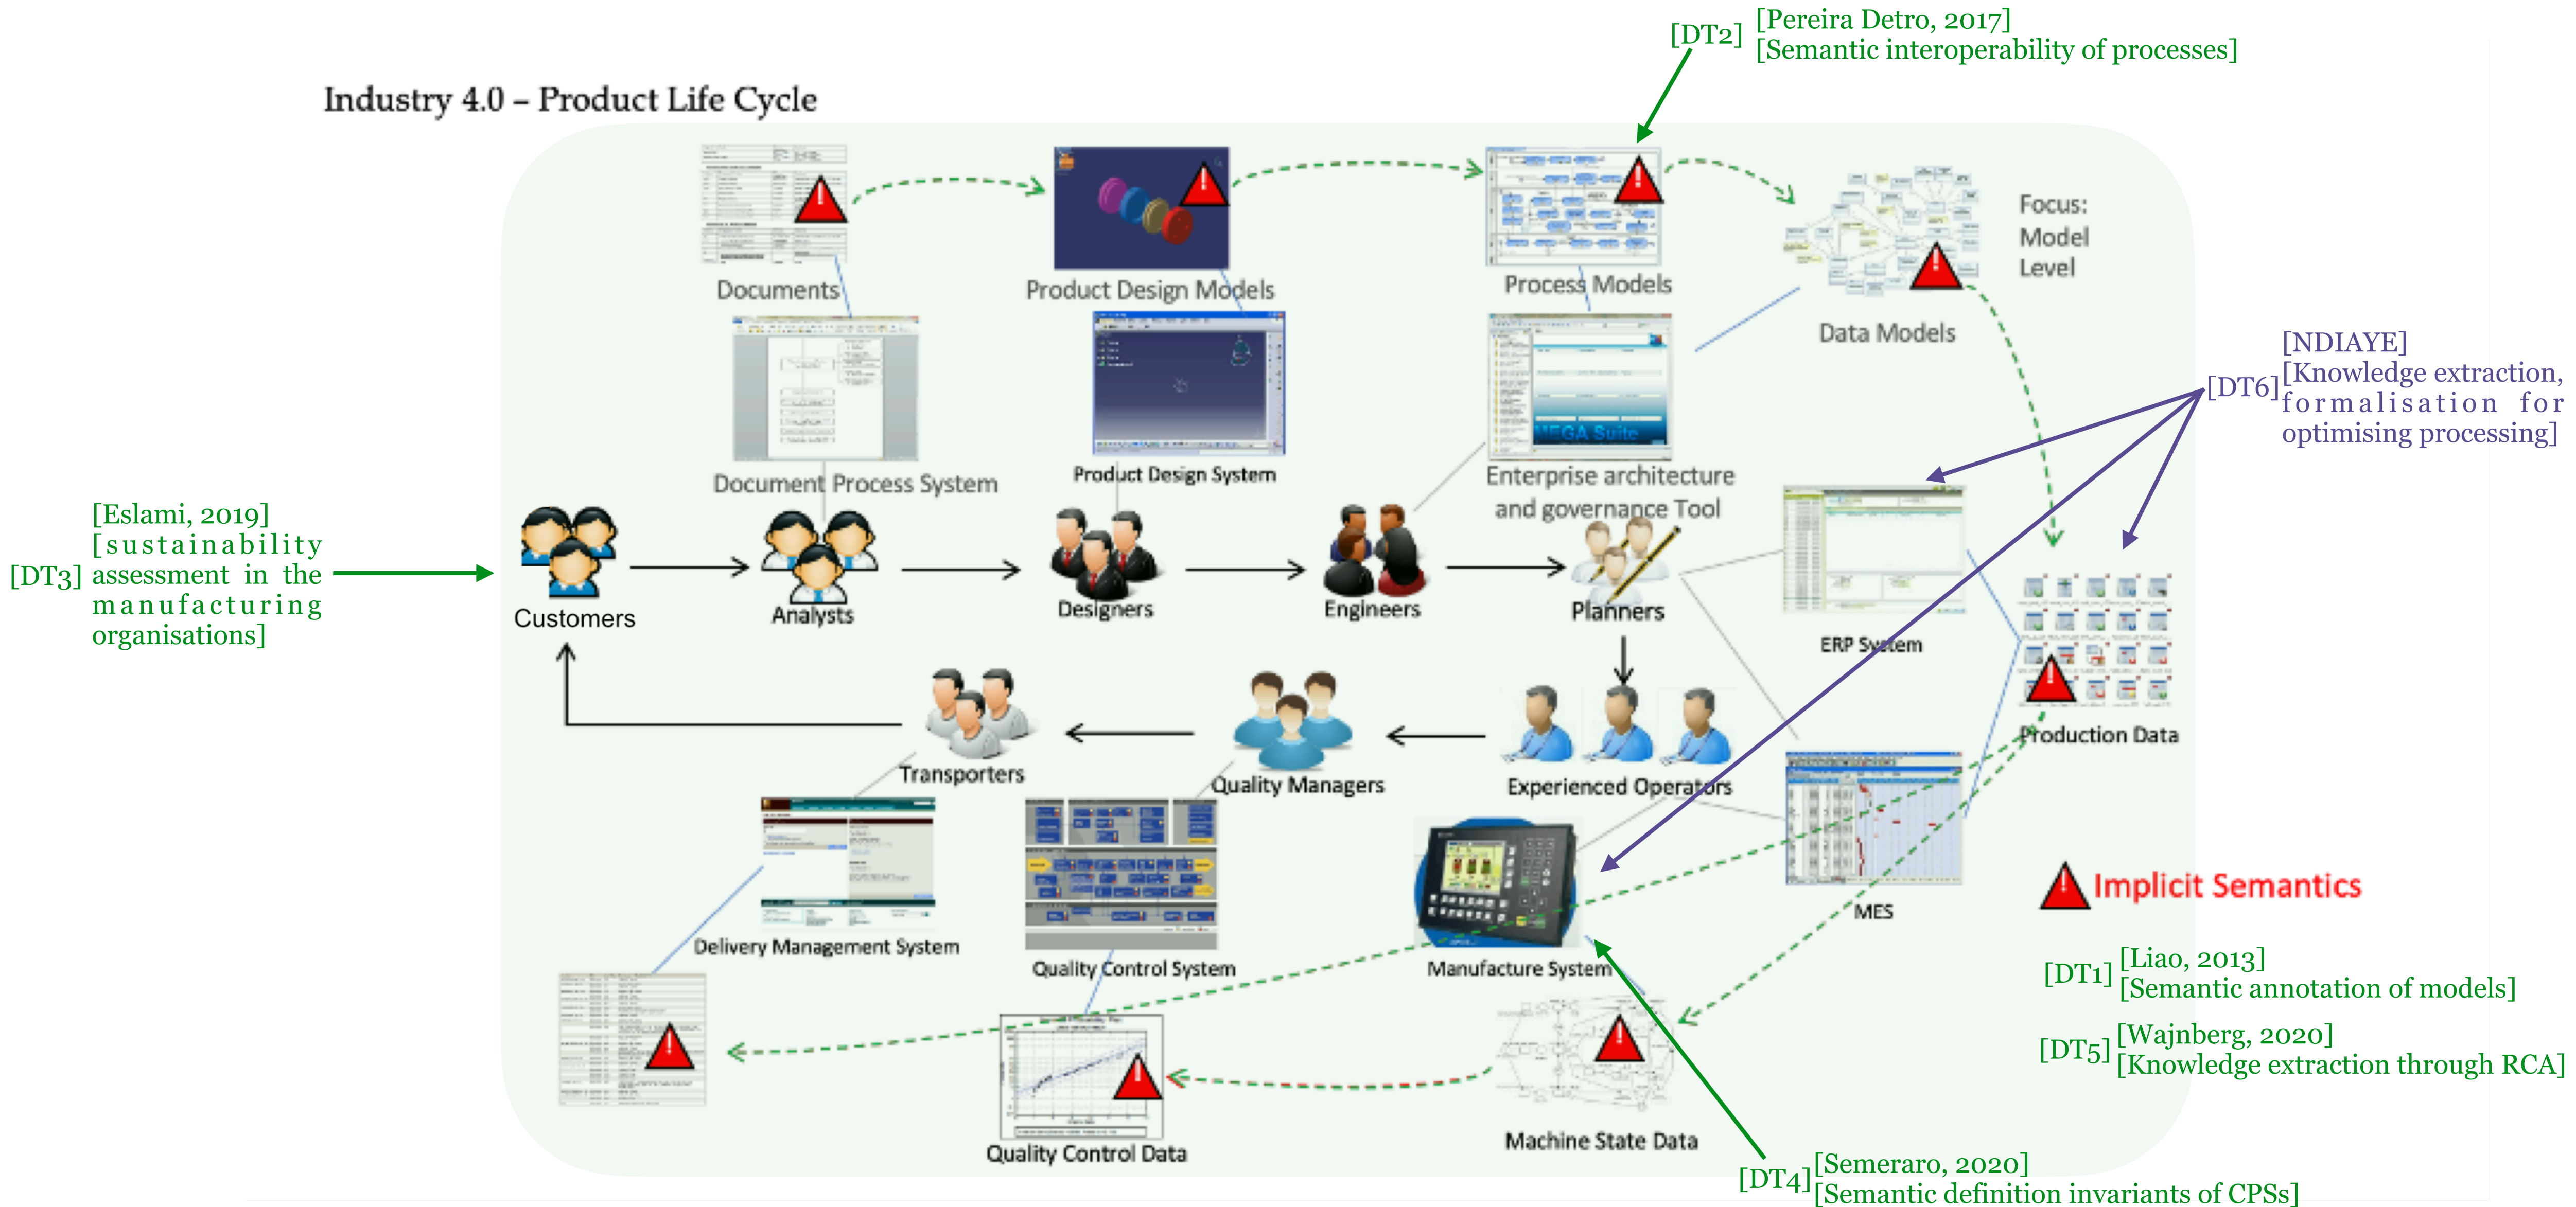 [DT2]
[Pereira Detro, 2017]
[Semantic interoperability of processes]
Industry 4.0 – Product Life Cycle
Documents
Product Design Models
Process Models
Data Models
Focus:
Model
Level
MEGA Suite
Document Process System
Product Design System
Enterprise architecture
and governance Tool
[NDIAYE]
[DT6]
[Knowledge extraction,
formalisation for
optimising processing]
[DT3]
[Eslami, 2019]
[sustainability
assessment in the
manufacturing
organisations]
Customers
Analysts
Designers
Engineers
Planners
ERP System
Production Data
Transporters
Quality Managers
Experienced Operators
MES
Delivery Management System
Quality Control System
Manufacture System
Implicit Semantics
[DT1]
[Liao, 2013]
[Semantic annotation of models]
[DT5]
[Wajnberg, 2020]
[Knowledge extraction through RCA]
Quality Control Data
Machine State Data
[DT4]
[Semeraro, 2020]
[Semantic definition invariants of CPSs]